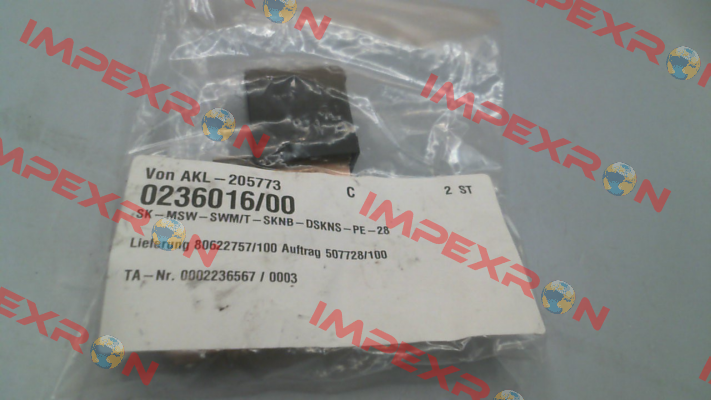 IMPEXRON
IMPEXRON
IMPEXRON
Von AKL-205773 C 2 ST
0236016/00
SK-MSW-SWM/T-SKNB-DSKNS-PE-28
Lieferung 80622757/100 Auftrag 507728/100
TA-Nr. 0002236567 / 0003
IMPEXRON
IMPEXRON